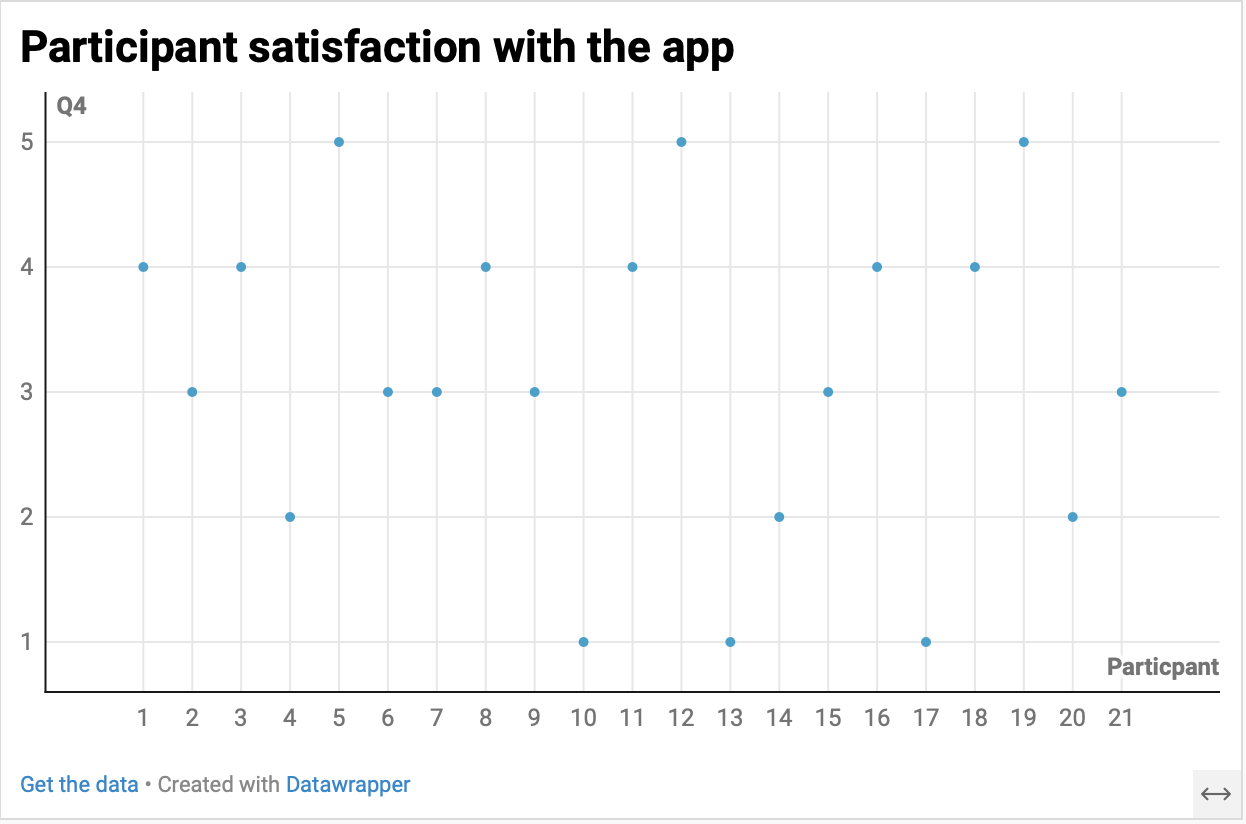 Participant satisfaction with the app
Q4
5
4
3
2
1
Particpant
1 2 3 4 5 6 7 8 9 10 11 12 13 14 15 16 17 18 19 20 21
Get the data • Created with Datawrapper